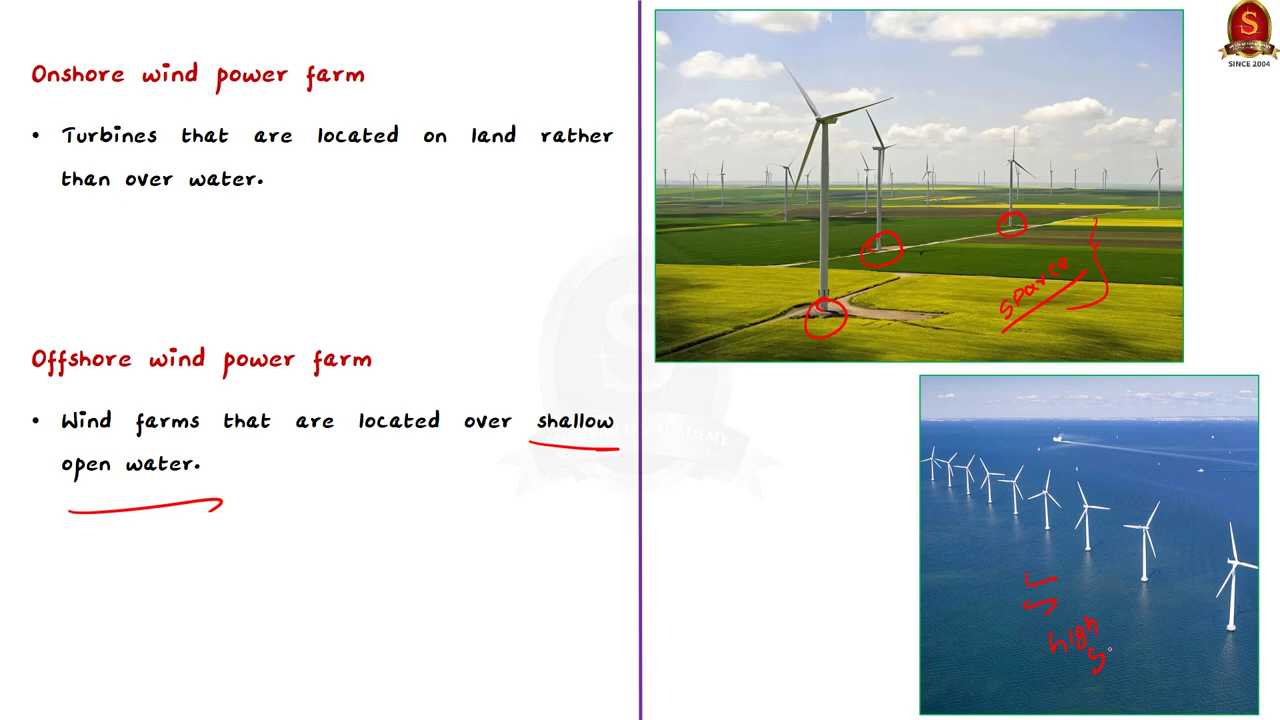 Onshore wind power farm
• Turbines that are located on land rather
than over water.
Offshore wind power farm
• Wind farms that are located over shallow
open water.
sparce
high
S
S
SINCE 2004